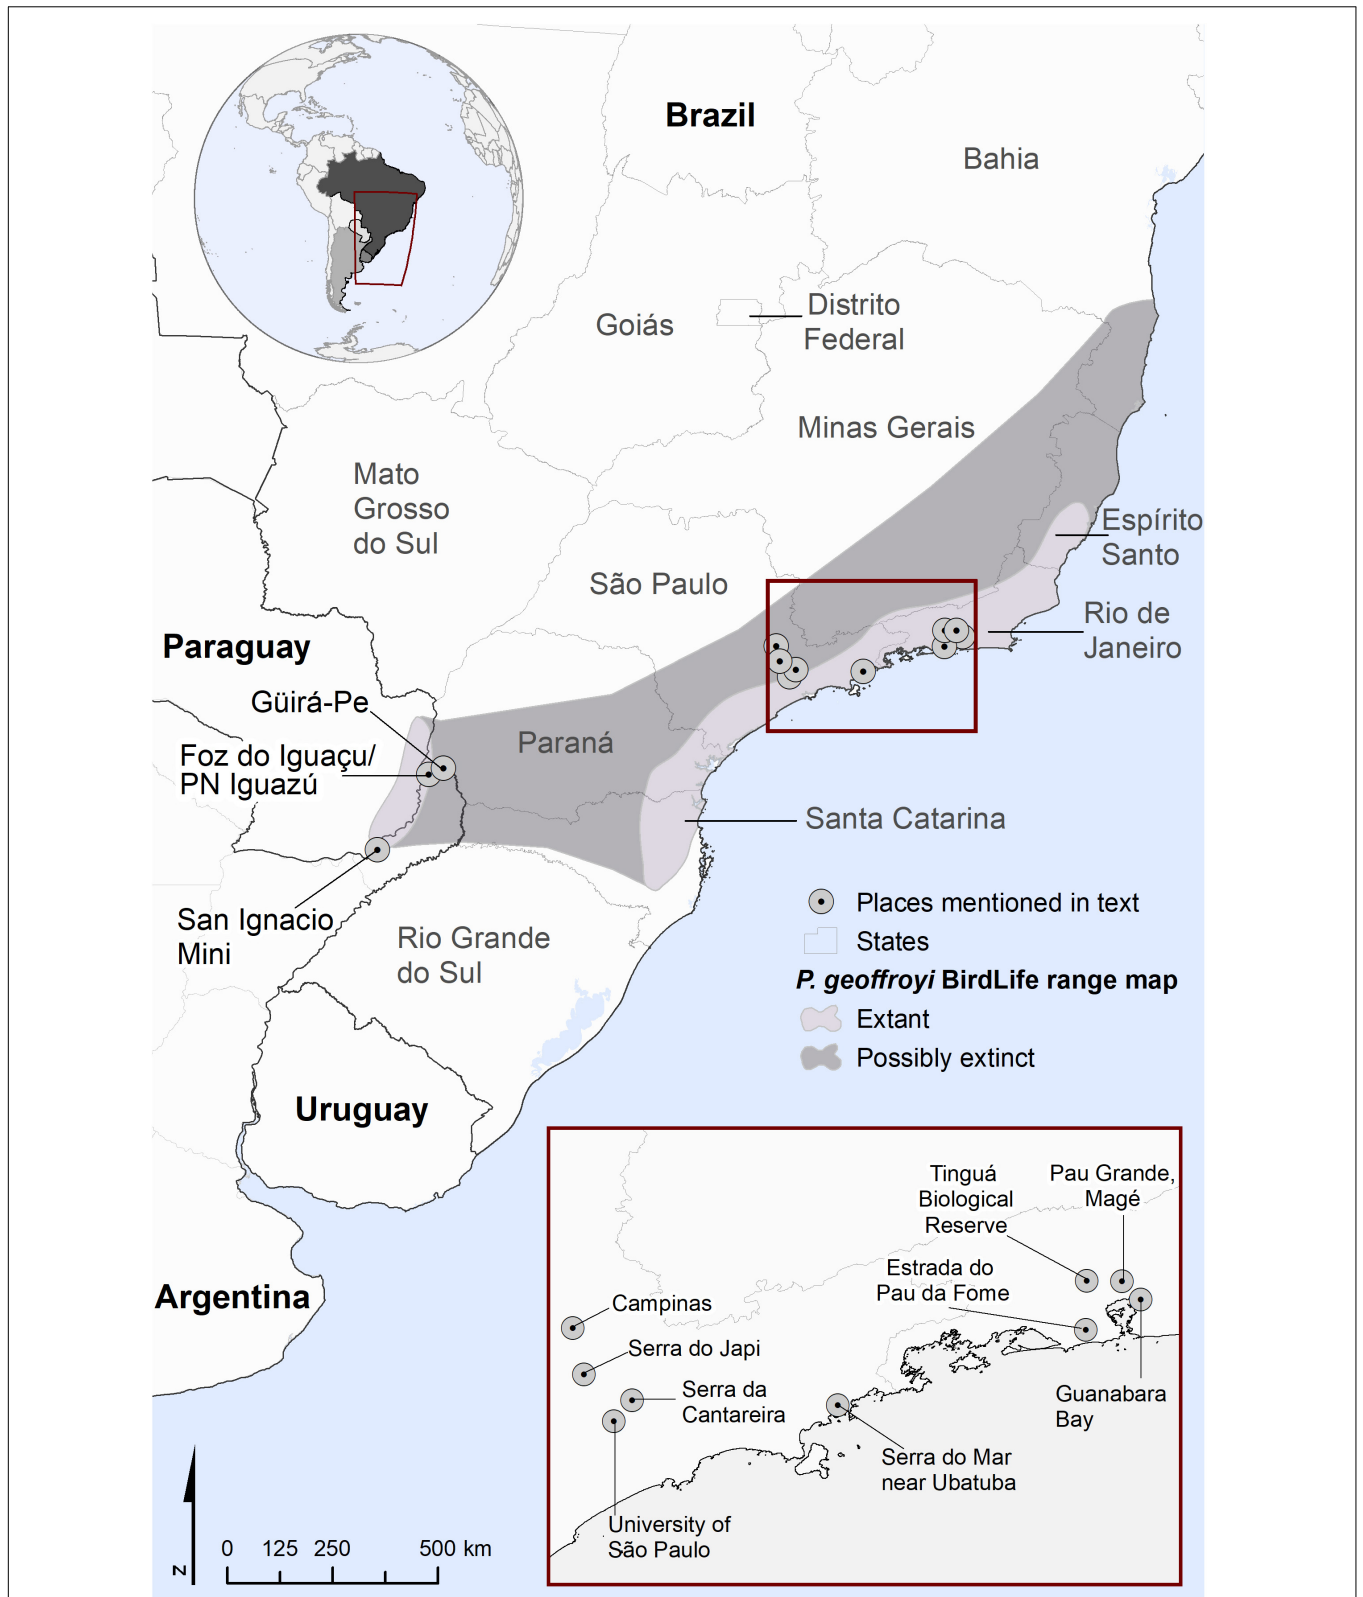 Brazil
Bahia
Distrito
Federal
Goiás
Minas Gerais
Mato
Grosso
do Sul
Espírito
Santo
São Paulo
Rio de
Janeiro
Paraguay
Güirá-Pe
Foz do Iguaçu/
PN Iguazú
Paraná
Santa Catarina
San Ignacio
Mini
Rio Grande
do Sul
Places mentioned in text
States
P. geoffroyi BirdLife range map
Extant
Possibly extinct
Uruguay
Argentina
Tinguá
Biological
Reserve
Pau Grande,
Magé
Estrada do
Pau da Fome
Campinas
Serra do Japi
Serra da
Cantareira
Guanabara
Bay
Serra do Mar
near Ubatuba
University of
São Paulo
N
0 125 250 500 km